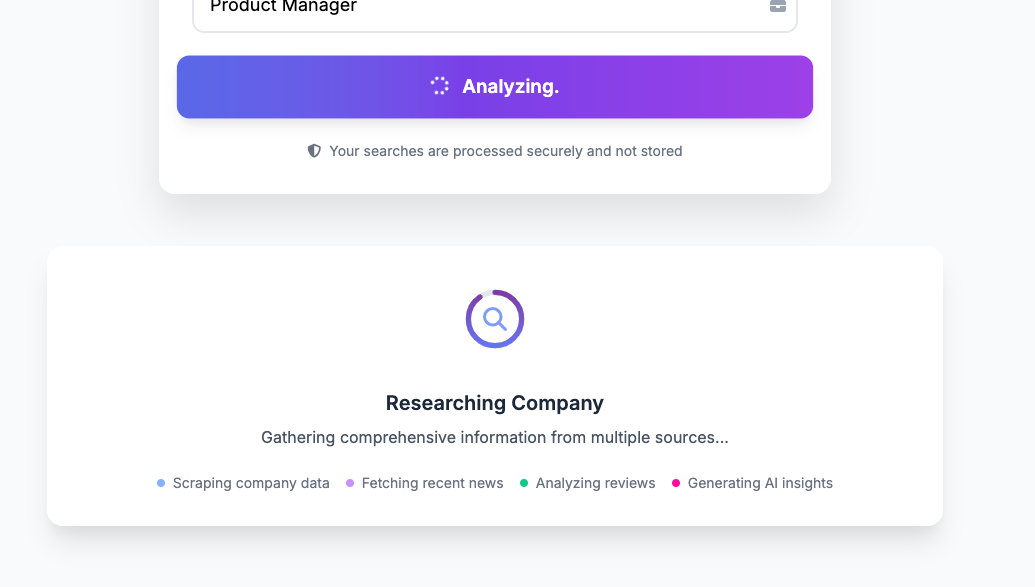 Product Manager
Analyzing.
Your searches are processed securely and not stored
Researching Company
Gathering comprehensive information from multiple sources...
Scraping company data Fetching recent news Analyzing reviews Generating AI insights